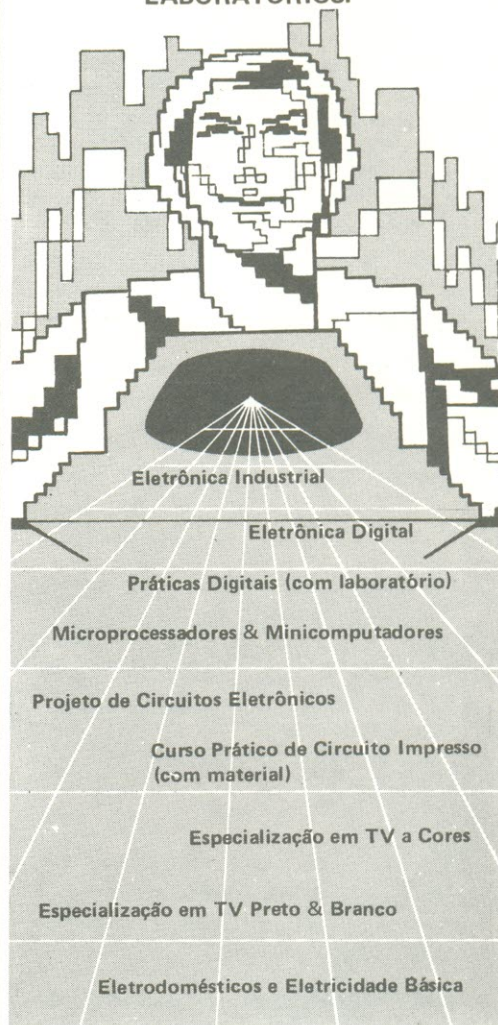 LABORATÓRIOS.
Eletrônica Industrial
Eletrônica Digital
Práticas Digitais (com laboratório)
Microprocessadores & Minicomputadores
Projeto de Circuitos Eletrônicos
Curso Prático de Circuito Impresso
(com material)
Especialização em TV a Cores
Especialização em TV Preto & Branco
Eletrodomésticos e Eletricidade Básica